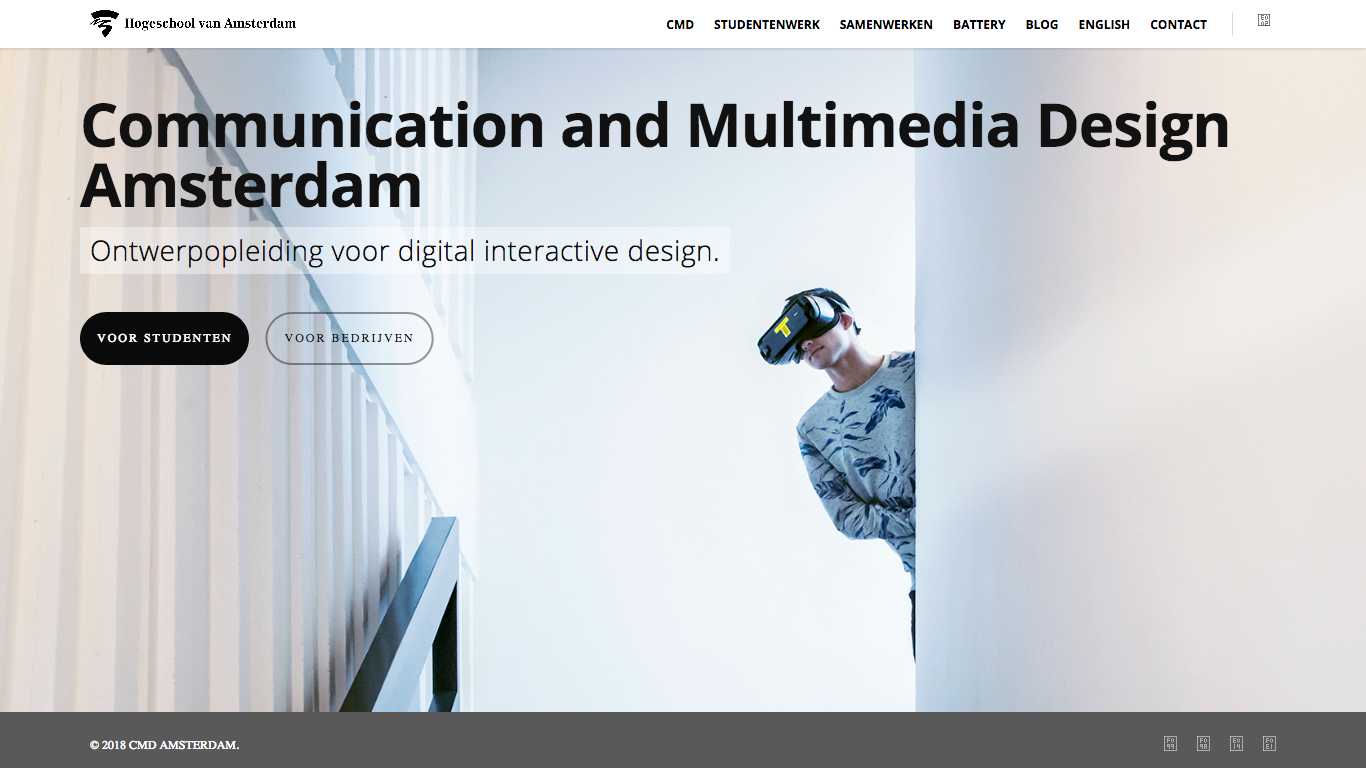 Hogeschool van Amsterdam
CMD STUDENTENWERK SAMENWERKEN BATTERY BLOG ENGLISH CONTACT
Communication and Multimedia Design
Amsterdam
Ontwerpopleiding voor digital interactive design.
VOOR STUDENTEN VOOR BEDRIJVEN
© 2018 CMD AMSTERDAM.